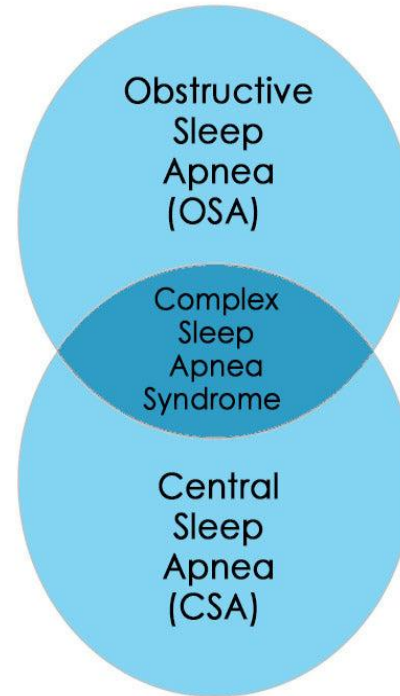 Obstructive
Sleep
Apnea
(OSA)
Complex
Sleep
Apnea
Syndrome
Central
Sleep
Apnea
(CSA)